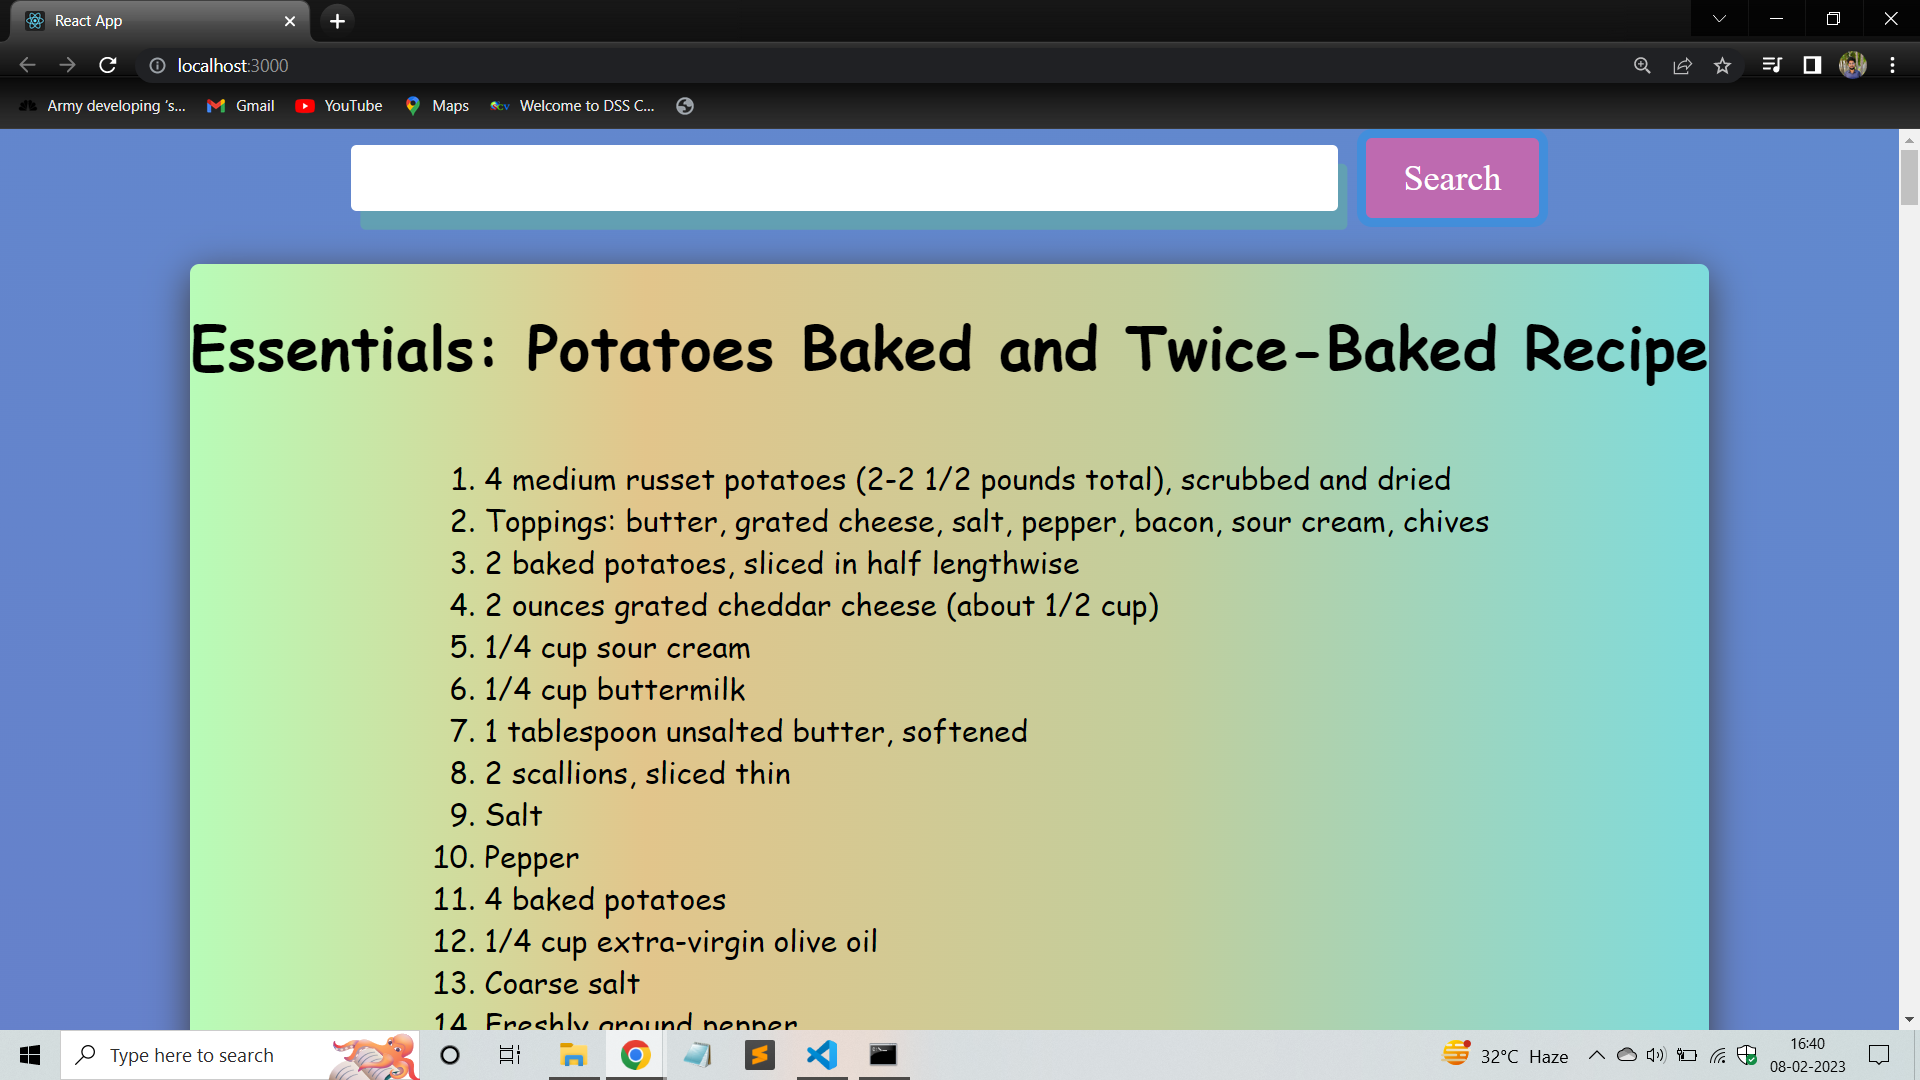 React App
localhost:3000
Army developing ‘s...
Gmail
YouTube
Maps
Welcome to DSS C...
Search
Essentials: Potatoes Baked and Twice-Baked Recipe
1. 4 medium russet potatoes (2-2 1/2 pounds total), scrubbed and dried
2. Toppings: butter, grated cheese, salt, pepper, bacon, sour cream, chives
3. 2 baked potatoes, sliced in half lengthwise
4. 2 ounces grated cheddar cheese (about 1/2 cup)
5. 1/4 cup sour cream
6. 1/4 cup buttermilk
7. 1 tablespoon unsalted butter, softened
8. 2 scallions, sliced thin
9. Salt
10. Pepper
11. 4 baked potatoes
12. 1/4 cup extra-virgin olive oil
13. Coarse salt
14. Freshly ground pepper
Type here to search
32°C Haze
16:40
08-02-2023